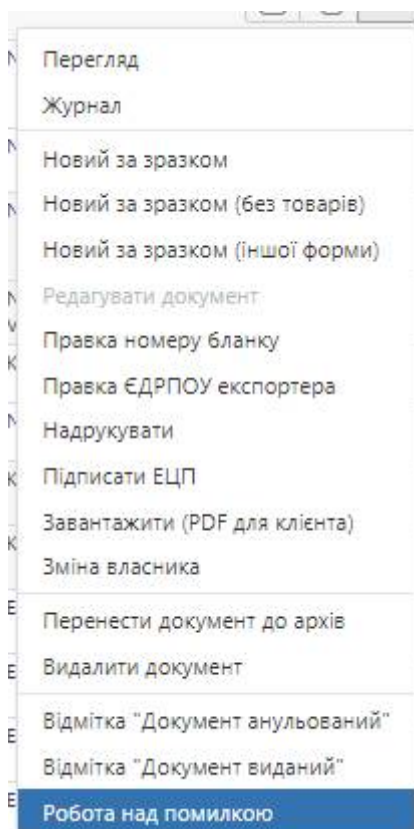 Перегляд
Журнал
Новий за зразком
Новий за зразком (без товарів)
Новий за зразком (іншої форми)
Редагувати документ
Правка номеру бланку
Правка ЄДРПОУ експортера
Надрукувати
Підписати ЕЦП
Завантажити (PDF для клієнта)
Зміна власника
Перенести документ до архів
Видалити документ
Відмітка "Документ анульований"
Відмітка "Документ виданий"
Робота над помилкою